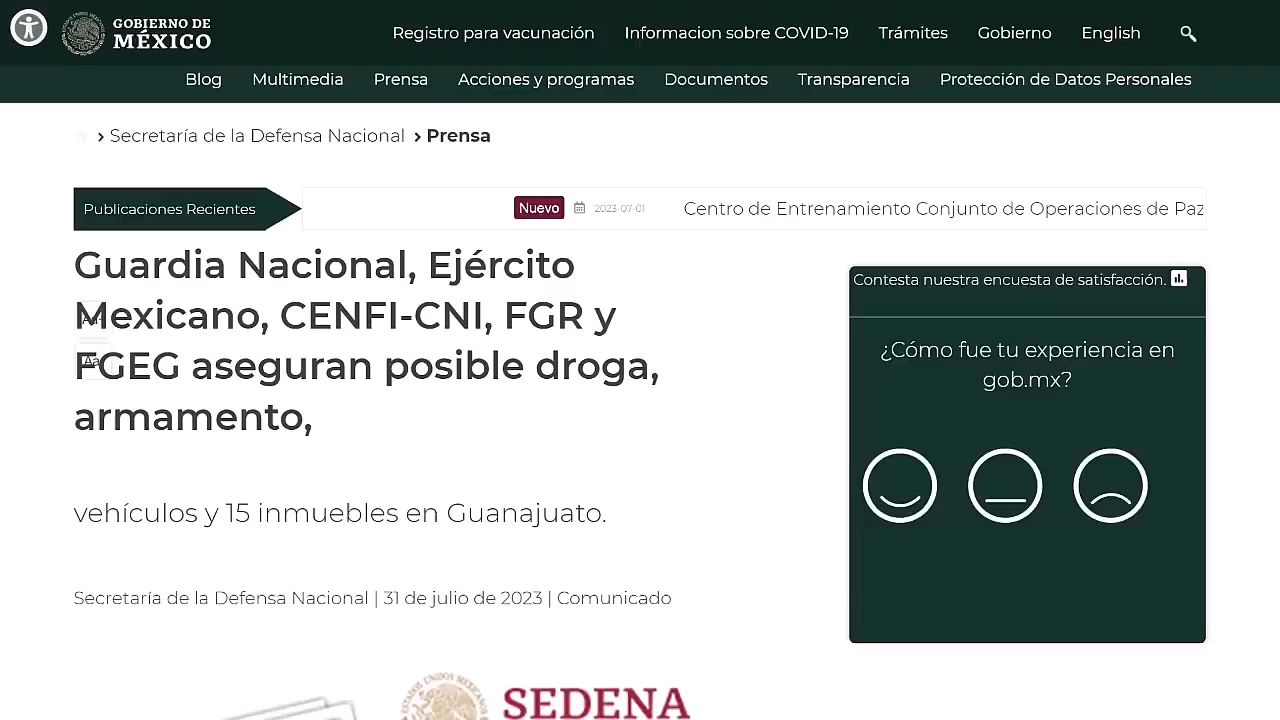 GOBIERNO DE
MÉXICO
Registro para vacunación
Informacion sobre COVID-19
Trámites
Gobierno
English
Blog
Multimedia
Prensa
Acciones y programas
Documentos
Transparencia
Protección de Datos Personales
Secretaría de la Defensa Nacional
Prensa
Publicaciones Recientes
Nuevo
2023-07-01
Centro de Entrenamiento Conjunto de Operaciones de Paz
Guardia Nacional, Ejército
Mexicano, CENFI-CNI, FGR y
FGEG aseguran posible droga,
armamento,
vehículos y 15 inmuebles en Guanajuato.
Secretaría de la Defensa Nacional | 31 de julio de 2023 | Comunicado
Contesta nuestra encuesta de satisfacción.
¿Cómo fue tu experiencia en
gob.mx?
SEDENA